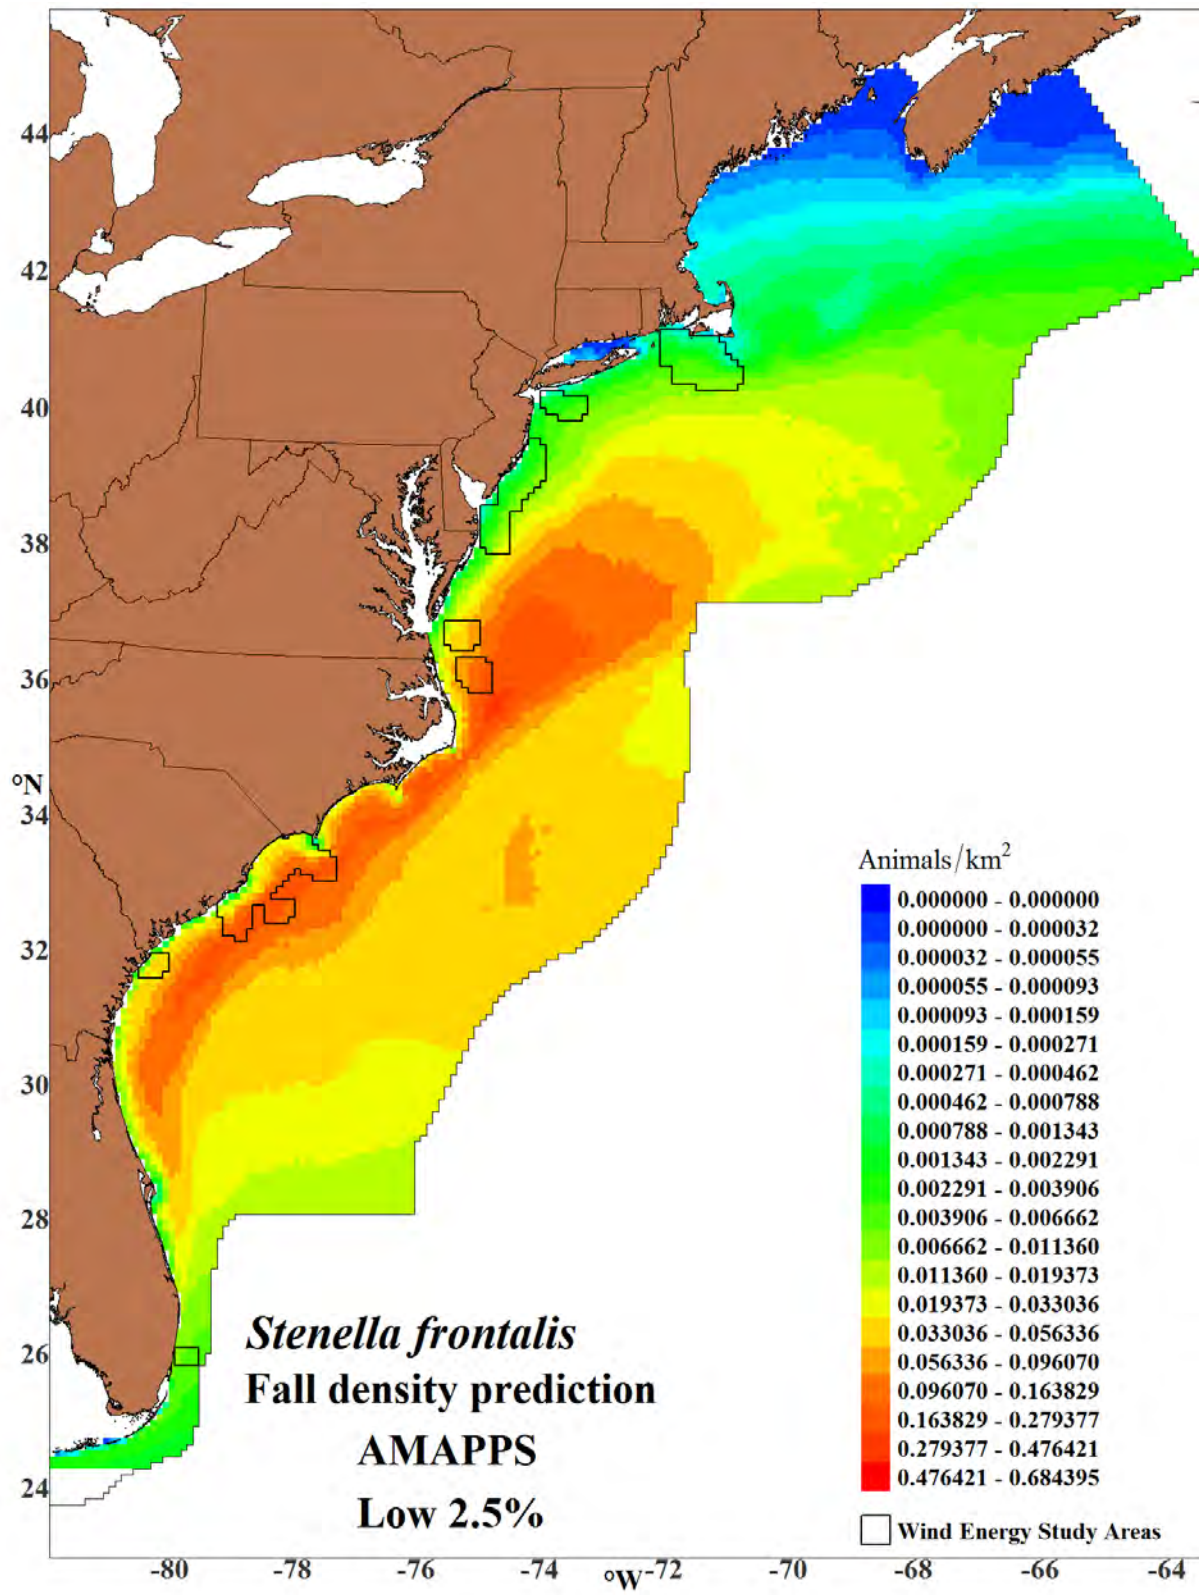 44
42
40
38
36
°N
34
32
30
28
26
24
Animals/km²
0.000000 - 0.000000
0.000000 - 0.000032
0.000032 - 0.000055
0.000055 - 0.000093
0.000093 - 0.000159
0.000159 - 0.000271
0.000271 - 0.000462
0.000462 - 0.000788
0.000788 - 0.001343
0.001343 - 0.002291
0.002291 - 0.003906
0.003906 - 0.006662
0.006662 - 0.011360
0.011360 - 0.019373
0.019373 - 0.033036
0.033036 - 0.056336
0.056336 - 0.096070
0.096070 - 0.163829
0.163829 - 0.279377
0.279377 - 0.476421
0.476421 - 0.684395
Wind Energy Study Areas
Stenella frontalis
Fall density prediction
AMAPPS
Low 2.5%
-80 -78 -76 -74 -72 -70 -68 -66 -64
°W